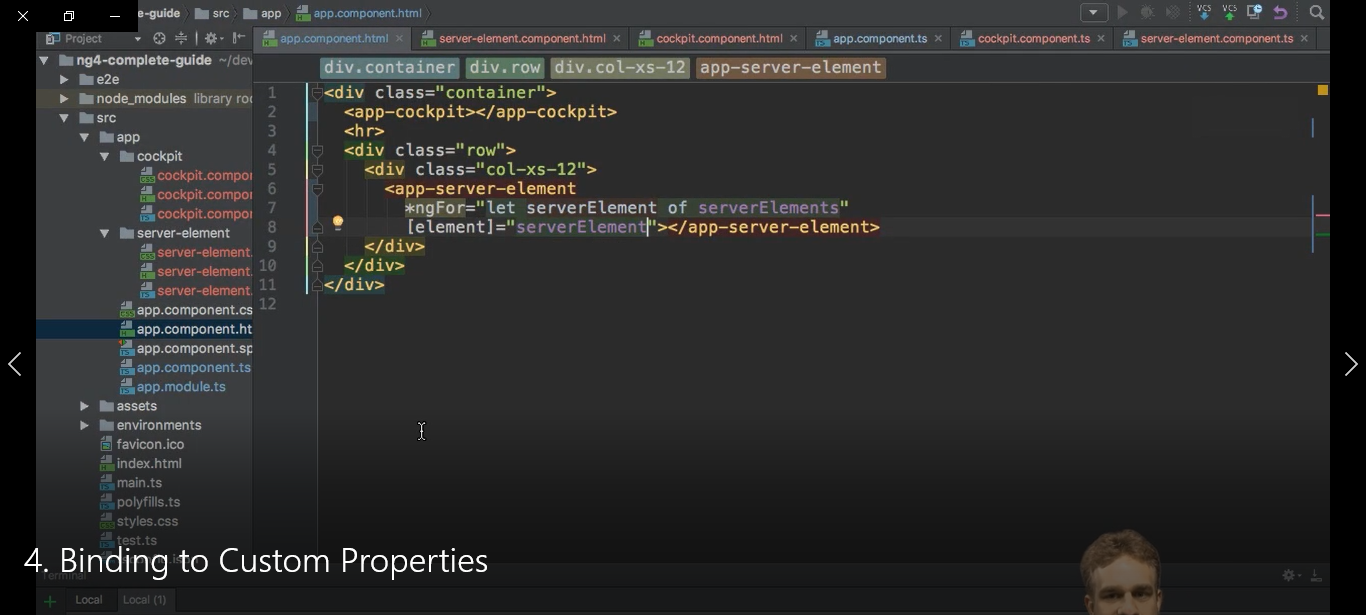 e-guide src app app.component.html
Project
app.component.html server-element.component.html cockpit.component.html app.component.ts cockpit.component.ts server-element.component.ts
ng4-complete-guide ~/dev
div.container div.row div.col-xs-12 app-server-element
e2e
node_modules library roo
src
app
cockpit
cockpit.compo
cockpit.compo
cockpit.compo
server-element
server-element.
server-element.
server-element.
app.component.cs
app.component.ht
app.component.sp
app.component.ts
app.module.ts
assets
environments
favicon.ico
index.html
main.ts
polyfills.ts
styles.css
test.ts
1 <div class="container">
2 <app-cockpit></app-cockpit>
3 <hr>
4 <div class="row">
5 <div class="col-xs-12">
6 <app-server-element
7 *ngFor="let serverElement of serverElements"
8 [element]="serverElement"></app-server-element>
9 </div>
10 </div>
11 </div>
12
4. Binding to Custom Properties
Terminal
Local Local (1)